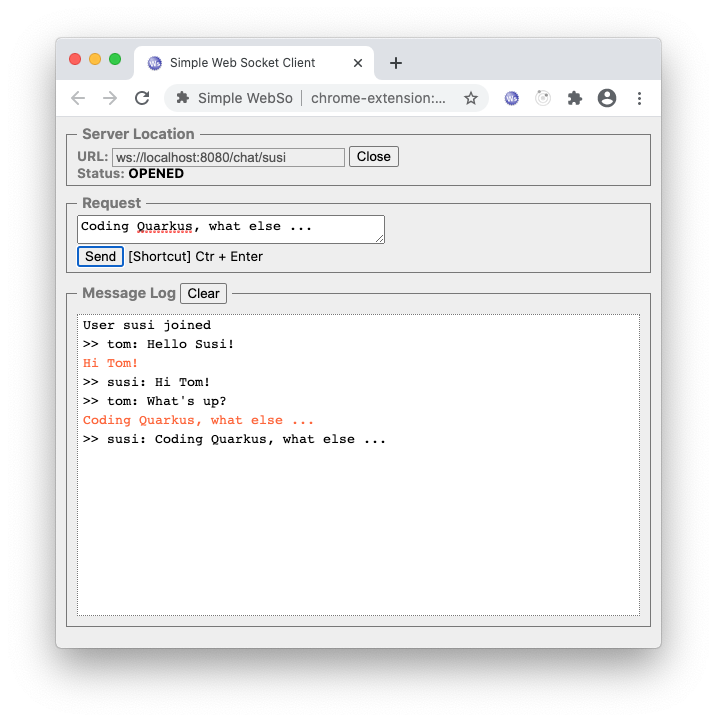 Simple Web Socket Client
Simple WebSo chrome-extension:...
Server Location
URL: ws://localhost:8080/chat/susi Close
Status: OPENED
Request
Coding Quarkus, what else ...
Send [Shortcut] Ctr + Enter
Message Log Clear
User susi joined
>> tom: Hello Susi!
Hi Tom!
>> susi: Hi Tom!
>> tom: What's up?
Coding Quarkus, what else ...
>> susi: Coding Quarkus, what else ...